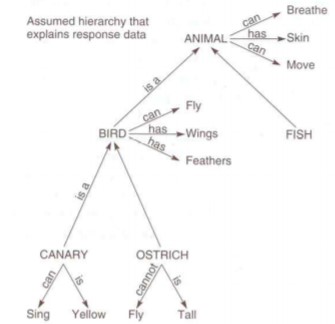 Assumed hierarchy that
explains response data
can Breathe
ANIMAL has Skin
can Move
is a
can Fly
BIRD has Wings
has Feathers
FISH
is a
CANARY OSTRICH
can is cannot is
Sing Yellow Fly Tall